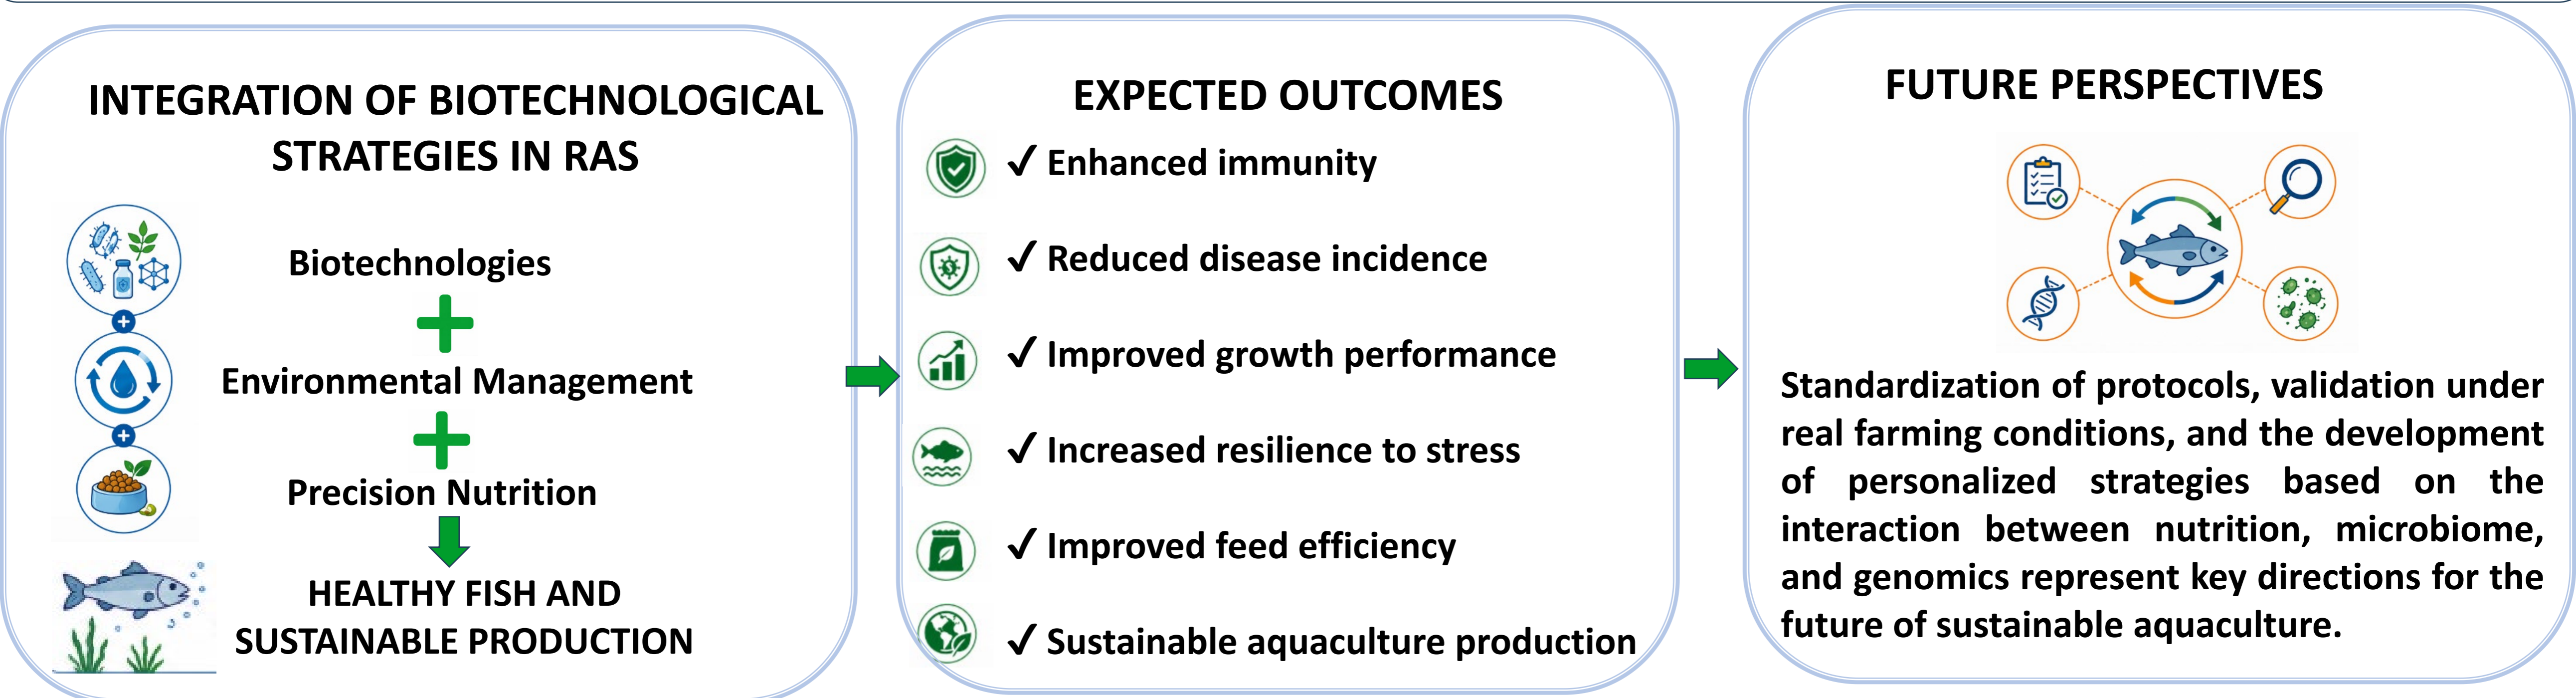 INTEGRATION OF BIOTECHNOLOGICAL
STRATEGIES IN RAS
Biotechnologies
+
Environmental Management
+
Precision Nutrition
HEALTHY FISH AND
SUSTAINABLE PRODUCTION
EXPECTED OUTCOMES
✓ Enhanced immunity
✓ Reduced disease incidence
✓ Improved growth performance
✓ Increased resilience to stress
✓ Improved feed efficiency
✓ Sustainable aquaculture production
FUTURE PERSPECTIVES
Standardization of protocols, validation under
real farming conditions, and the development
of personalized strategies based on the
interaction between nutrition, microbiome,
and genomics represent key directions for the
future of sustainable aquaculture.